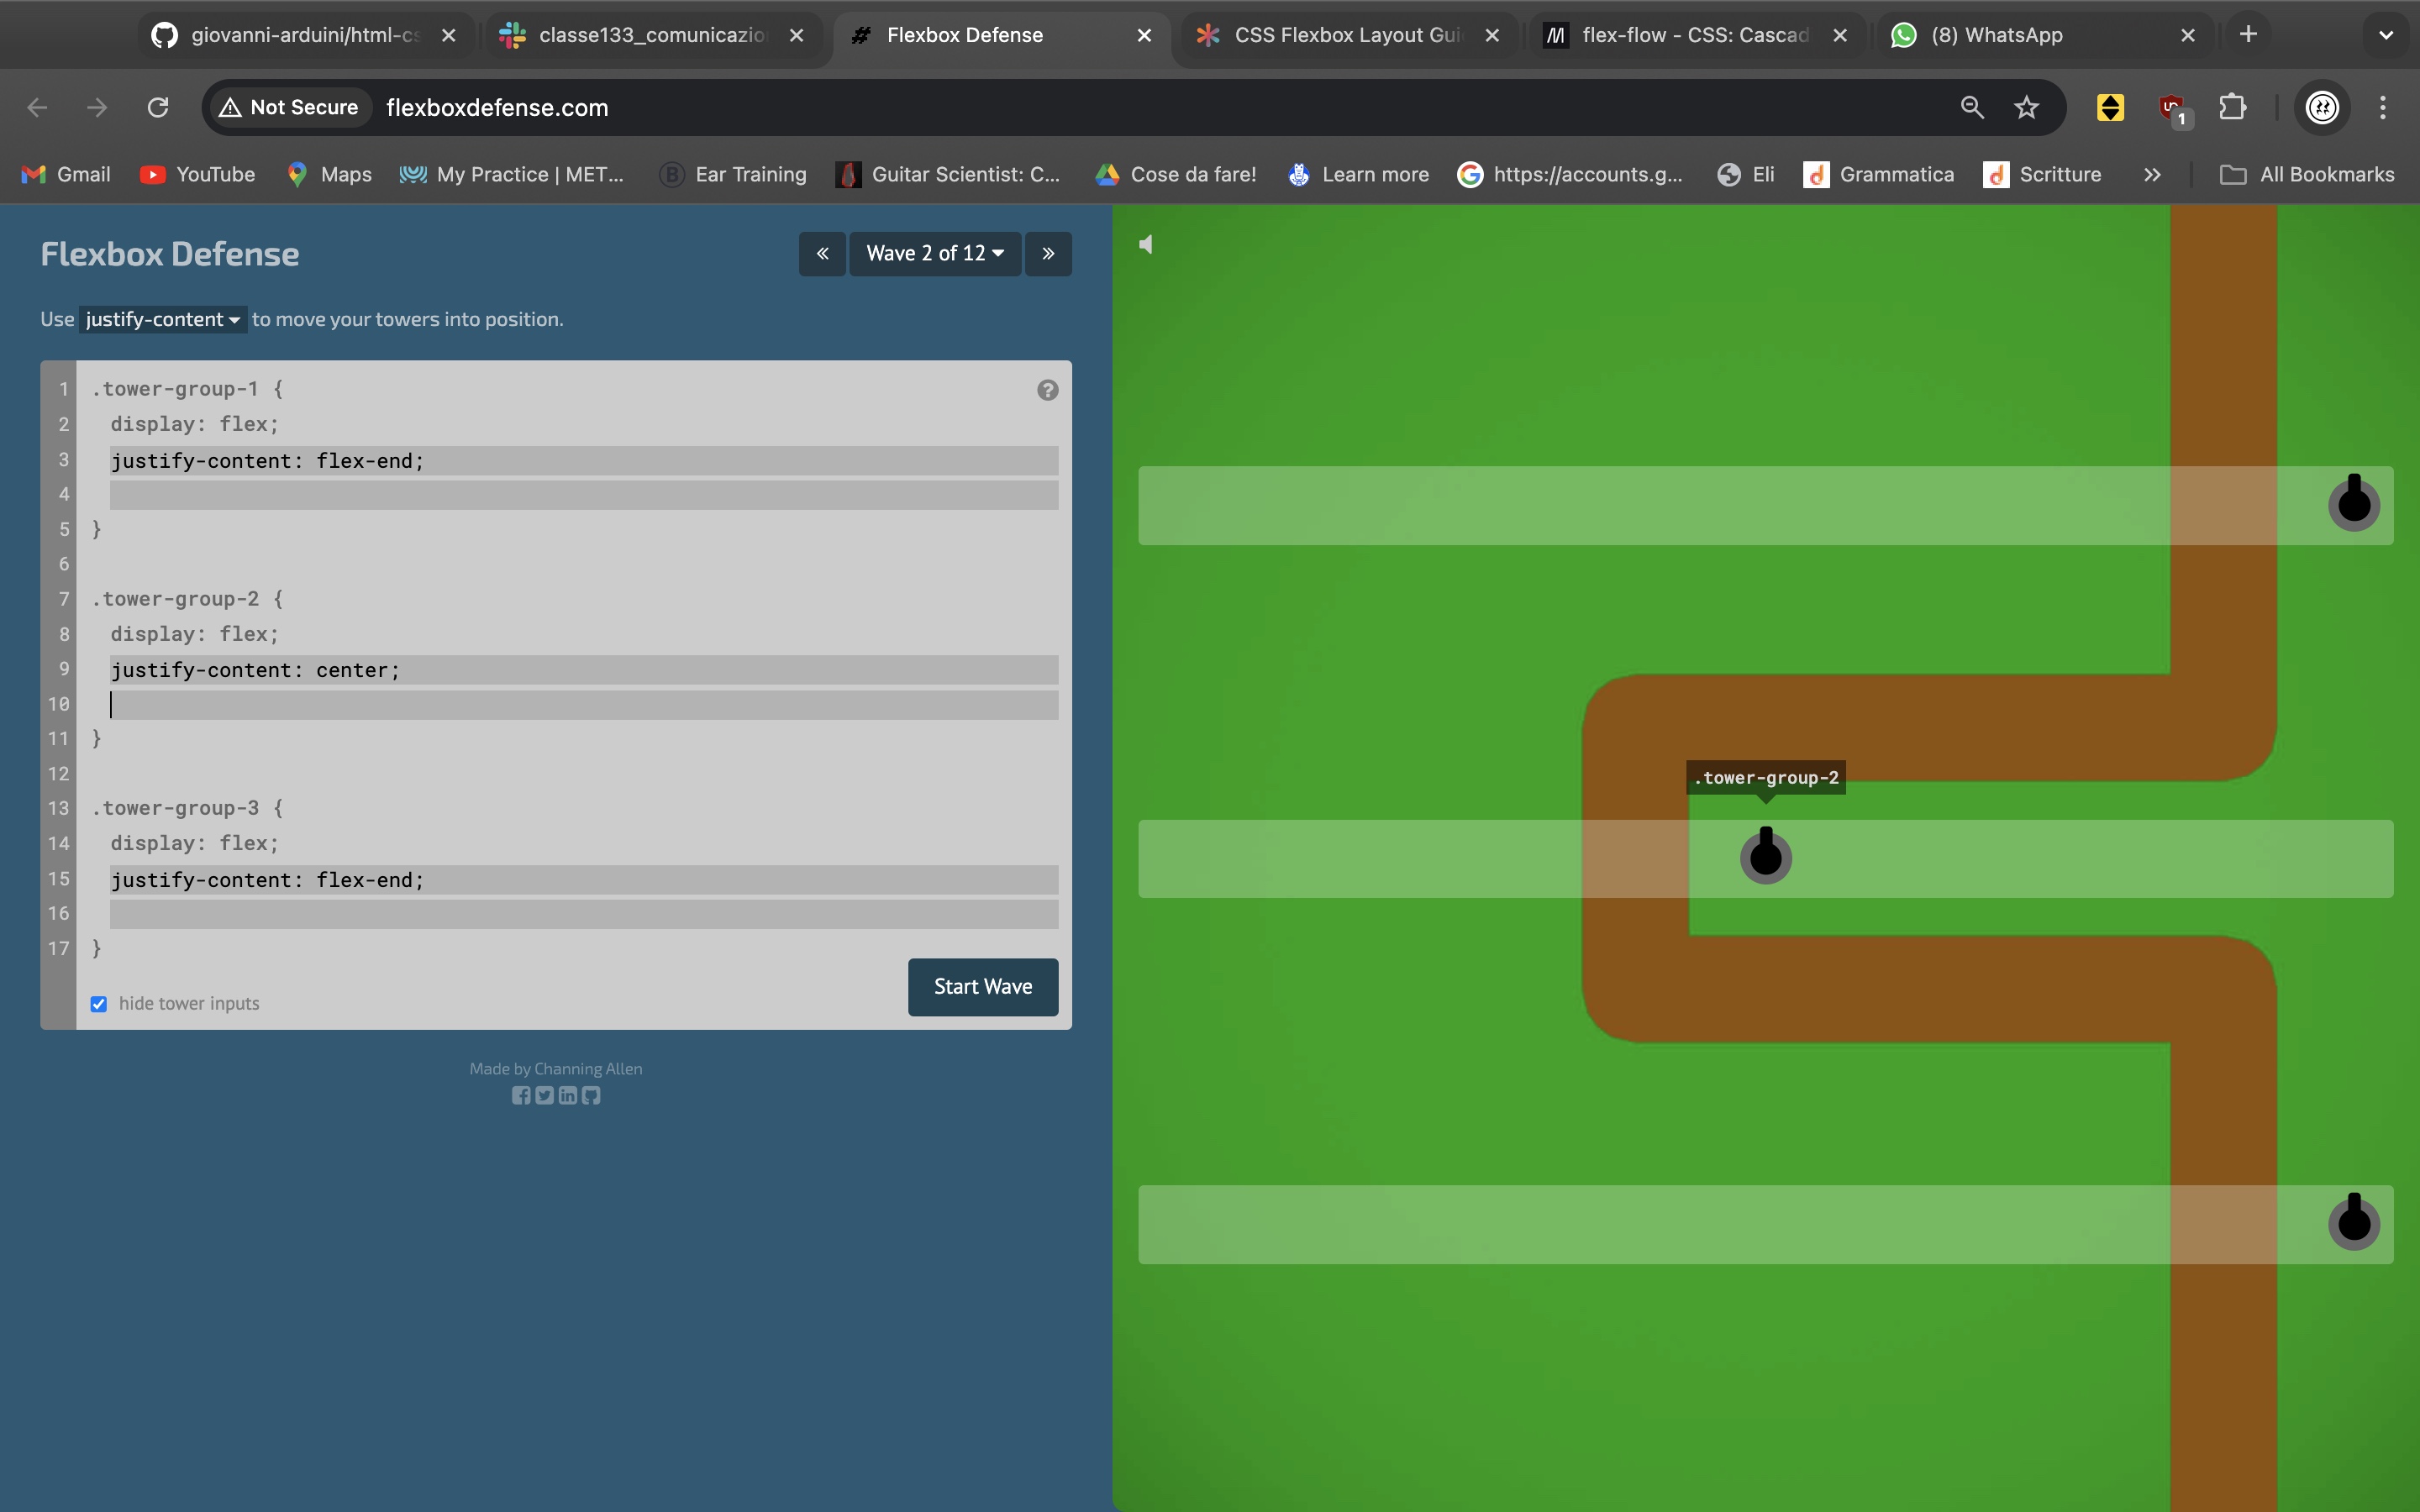 giovanni-arduini/html-cs
classe133_comunicazio
Flexbox Defense
CSS Flexbox Layout Gui
flex-flow - CSS: Cascad
(8) WhatsApp
Not Secure
flexboxdefense.com
1
Gmail
YouTube
Maps
My Practice | MET...
Ear Training
Guitar Scientist: C...
Cose da fare!
Learn more
https://accounts.g...
Eli
Grammatica
Scritture
All Bookmarks
Flexbox Defense
« Wave 2 of 12 »
Use justify-content to move your towers into position.
1 .tower-group-1 {
2 display: flex;
3 justify-content: flex-end;
4
5 }
6
7 .tower-group-2 {
8 display: flex;
9 justify-content: center;
10
11 }
12
13 .tower-group-3 {
14 display: flex;
15 justify-content: flex-end;
16
17 }
hide tower inputs
Start Wave
Made by Channing Allen
.tower-group-2